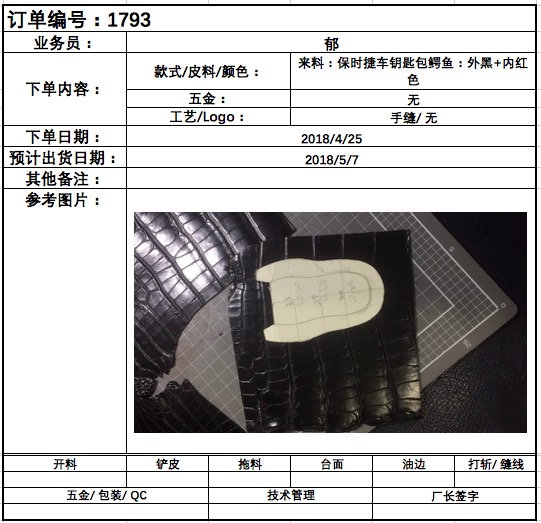 订单编号：1793
业务员： 郁
下单内容： 款式/皮料/颜色： 来料：保时捷车钥匙包鳄鱼：外黑+内红
色
五金： 无
工艺/Logo： 手缝/ 无
下单日期： 2018/4/25
预计出货日期： 2018/5/7
其他备注：
参考图片：
开料 铲皮 拖料 台面 油边 打斩/ 缝线
五金/ 包装/ QC 技术管理 厂长签字